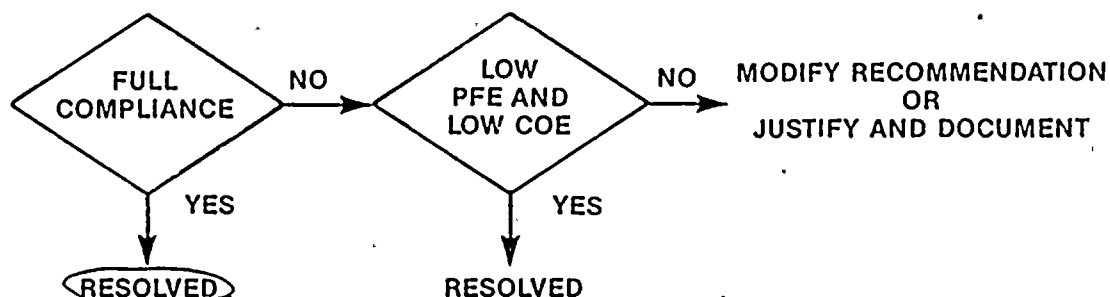 FULL
COMPLIANCE
NO
LOW
PFE AND
LOW COE
NO
MODIFY RECOMMENDATION
OR
JUSTIFY AND DOCUMENT
YES
YES
RESOLVED
RESOLVED